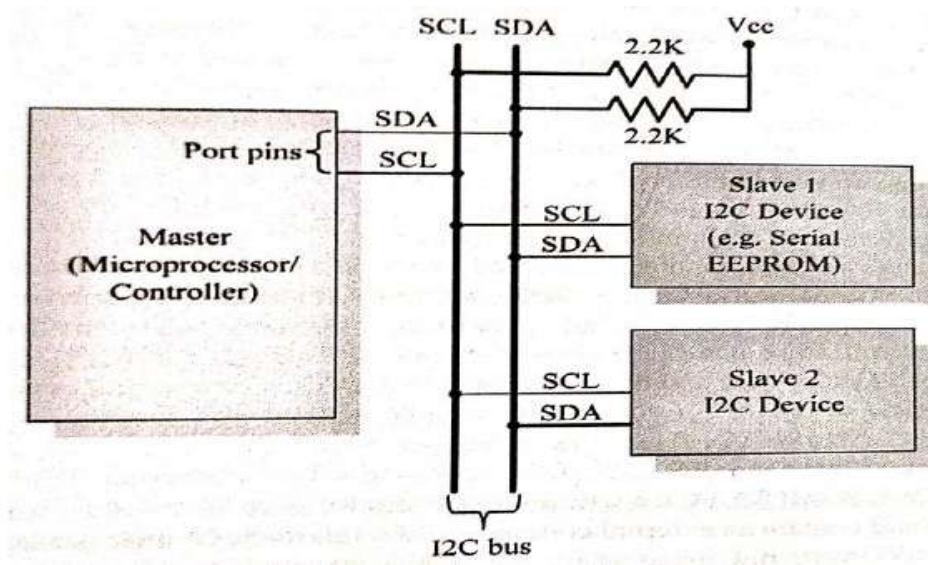 SCL SDA
Vcc
2.2K
2.2K
SDA
Port pins
SCL
Master
(Microprocessor/
Controller)
SCL
SDA
Slave 1
I2C Device
(e.g. Serial
EEPROM)
SCL
SDA
Slave 2
I2C Device
I2C bus